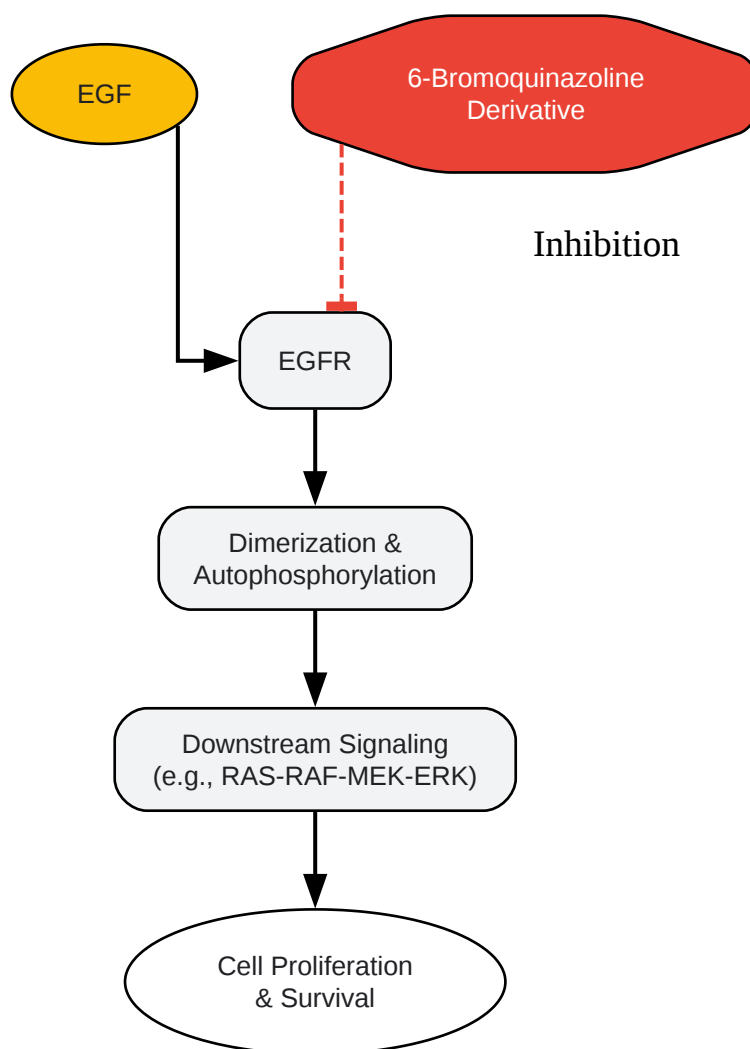 EGF
6-Bromoquinazoline
Derivative
Inhibition
EGFR
Dimerization &
Autophosphorylation
Downstream Signaling
(e.g., RAS-RAF-MEK-ERK)
Cell Proliferation
& Survival